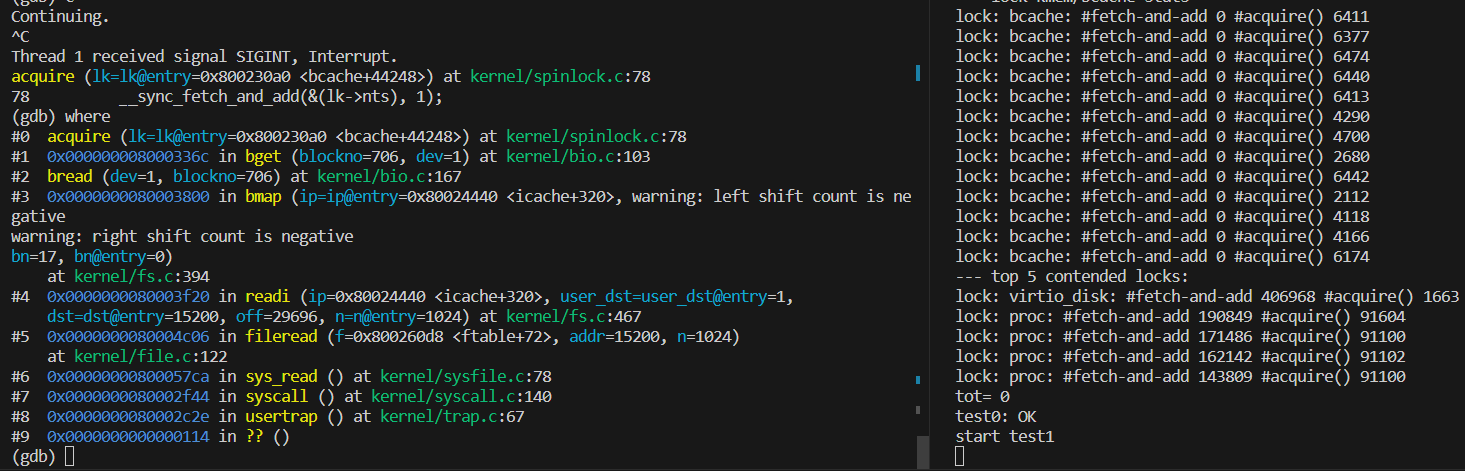 Continuing.
^C
Thread 1 received signal SIGINT, Interrupt.
acquire (lk=lk@entry=0x800230a0 <bcache+44248>) at kernel/spinlock.c:78
78          __sync_fetch_and_add(&(lk->nts), 1);
(gdb) where
#0  acquire (lk=lk@entry=0x800230a0 <bcache+44248>) at kernel/spinlock.c:78
#1  0x000000008000336c in bget (blockno=706, dev=1) at kernel/bio.c:103
#2  bread (dev=1, blockno=706) at kernel/bio.c:167
#3  0x0000000080003800 in bmap (ip=ip@entry=0x80024440 <icache+320>, warning: left shift count is ne
gative
warning: right shift count is negative
bn=17, bn@entry=0)
    at kernel/fs.c:394
#4  0x0000000080003f20 in readi (ip=0x80024440 <icache+320>, user_dst=user_dst@entry=1,
    dst=dst@entry=15200, off=29696, n=n@entry=1024) at kernel/fs.c:467
#5  0x0000000080004c06 in fileread (f=0x800260d8 <ftable+72>, addr=15200, n=1024)
    at kernel/file.c:122
#6  0x00000000800057ca in sys_read () at kernel/sysfile.c:78
#7  0x0000000080002f44 in syscall () at kernel/syscall.c:140
#8  0x0000000080002c2e in usertrap () at kernel/trap.c:67
#9  0x0000000000000114 in ?? ()
(gdb)
lock: bcache: #fetch-and-add 0 #acquire() 6411
lock: bcache: #fetch-and-add 0 #acquire() 6377
lock: bcache: #fetch-and-add 0 #acquire() 6474
lock: bcache: #fetch-and-add 0 #acquire() 6440
lock: bcache: #fetch-and-add 0 #acquire() 6413
lock: bcache: #fetch-and-add 0 #acquire() 4290
lock: bcache: #fetch-and-add 0 #acquire() 4700
lock: bcache: #fetch-and-add 0 #acquire() 2680
lock: bcache: #fetch-and-add 0 #acquire() 6442
lock: bcache: #fetch-and-add 0 #acquire() 2112
lock: bcache: #fetch-and-add 0 #acquire() 4118
lock: bcache: #fetch-and-add 0 #acquire() 4166
lock: bcache: #fetch-and-add 0 #acquire() 6174
--- top 5 contended locks:
lock: virtio_disk: #fetch-and-add 406968 #acquire() 1663
lock: proc: #fetch-and-add 190849 #acquire() 91604
lock: proc: #fetch-and-add 171486 #acquire() 91100
lock: proc: #fetch-and-add 162142 #acquire() 91102
lock: proc: #fetch-and-add 143809 #acquire() 91100
tot= 0
test0: OK
start test1